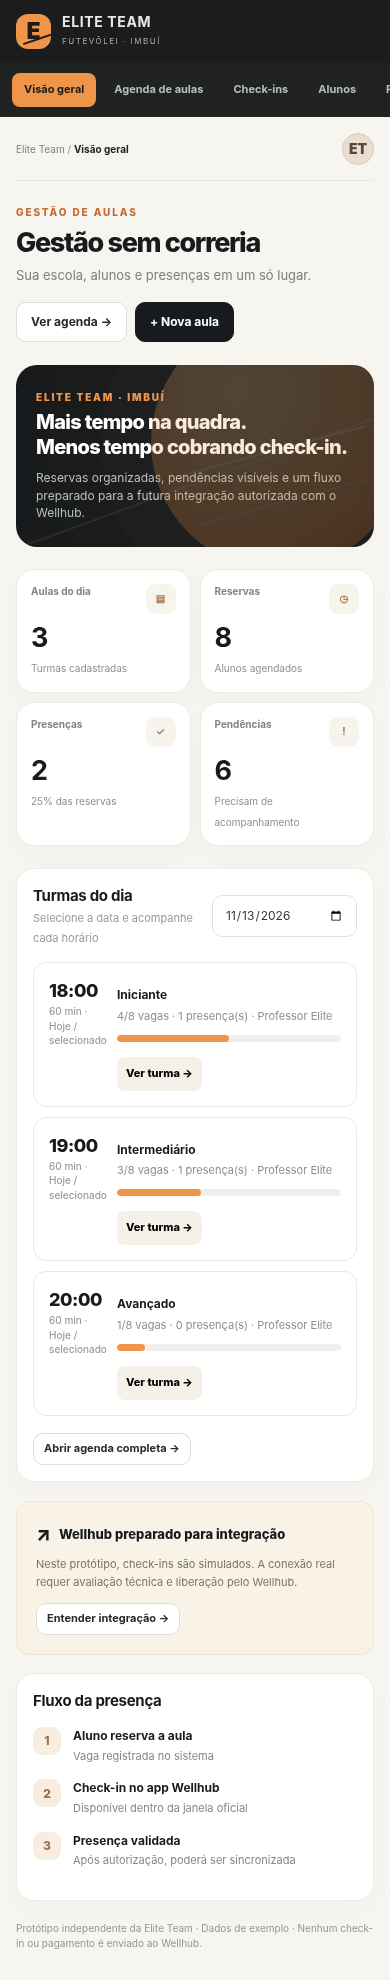 ELITE TEAM
FUTEVÔLEI · IMBUÍ
Visão geral
Agenda de aulas
Check-ins
Alunos
Elite Team / Visão geral
ET
GESTÃO DE AULAS
Gestão sem correria
Sua escola, alunos e presenças em um só lugar.
Ver agenda →
+ Nova aula
ELITE TEAM · IMBUÍ
Mais tempo na quadra.
Menos tempo cobrando check-in.
Reservas organizadas, pendências visíveis e um fluxo
preparado para a futura integração autorizada com o
Wellhub.
Aulas do dia
3
Turmas cadastradas
Reservas
8
Alunos agendados
Presenças
✓
2
25% das reservas
Pendências
!
6
Precisam de
acompanhamento
Turmas do dia
Selecione a data e acompanhe
cada horário
11/13/2026
18:00
60 min ·
Hoje /
selecionado
Iniciante
4/8 vagas · 1 presença(s) · Professor Elite
Ver turma →
19:00
60 min ·
Hoje /
selecionado
Intermediário
3/8 vagas · 1 presença(s) · Professor Elite
Ver turma →
20:00
60 min ·
Hoje /
selecionado
Avançado
1/8 vagas · 0 presença(s) · Professor Elite
Ver turma →
Abrir agenda completa →
Wellhub preparado para integração
Neste protótipo, check-ins são simulados. A conexão real
requer avaliação técnica e liberação pelo Wellhub.
Entender integração →
Fluxo da presença
1
Aluno reserva a aula
Vaga registrada no sistema
2
Check-in no app Wellhub
Disponível dentro da janela oficial
3
Presença validada
Após autorização, poderá ser sincronizada
Protótipo independente da Elite Team · Dados de exemplo · Nenhum check-
in ou pagamento é enviado ao Wellhub.